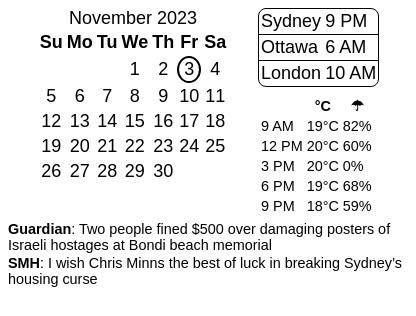 November 2023
Su Mo Tu We Th Fr Sa
1 2 3 4
5 6 7 8 9 10 11
12 13 14 15 16 17 18
19 20 21 22 23 24 25
26 27 28 29 30
Sydney 9 PM
Ottawa 6 AM
London 10 AM
°C ☂
9 AM 19°C 82%
12 PM 20°C 60%
3 PM 20°C 0%
6 PM 19°C 68%
9 PM 18°C 59%
Guardian: Two people fined $500 over damaging posters of
Israeli hostages at Bondi beach memorial
SMH: I wish Chris Minns the best of luck in breaking Sydney’s
housing curse